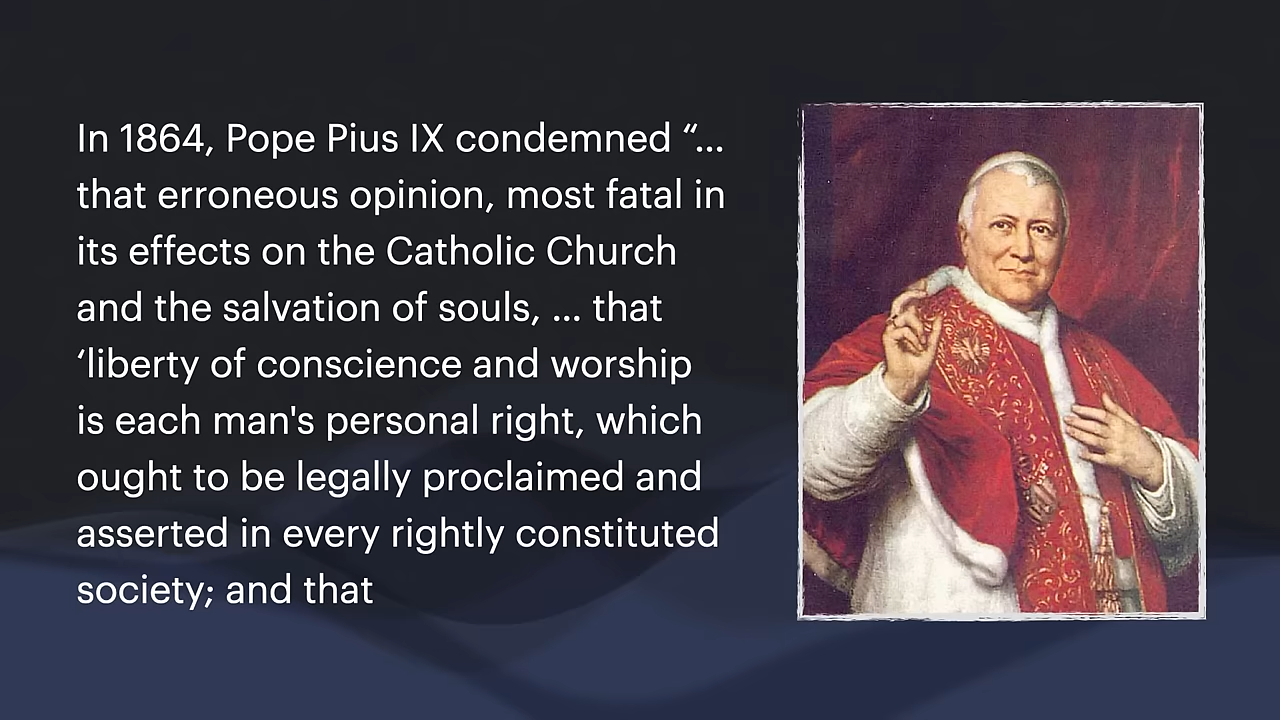 In 1864, Pope Pius IX condemned “...
that erroneous opinion, most fatal in
its effects on the Catholic Church
and the salvation of souls, ... that
‘liberty of conscience and worship
is each man's personal right, which
ought to be legally proclaimed and
asserted in every rightly constituted
society; and that